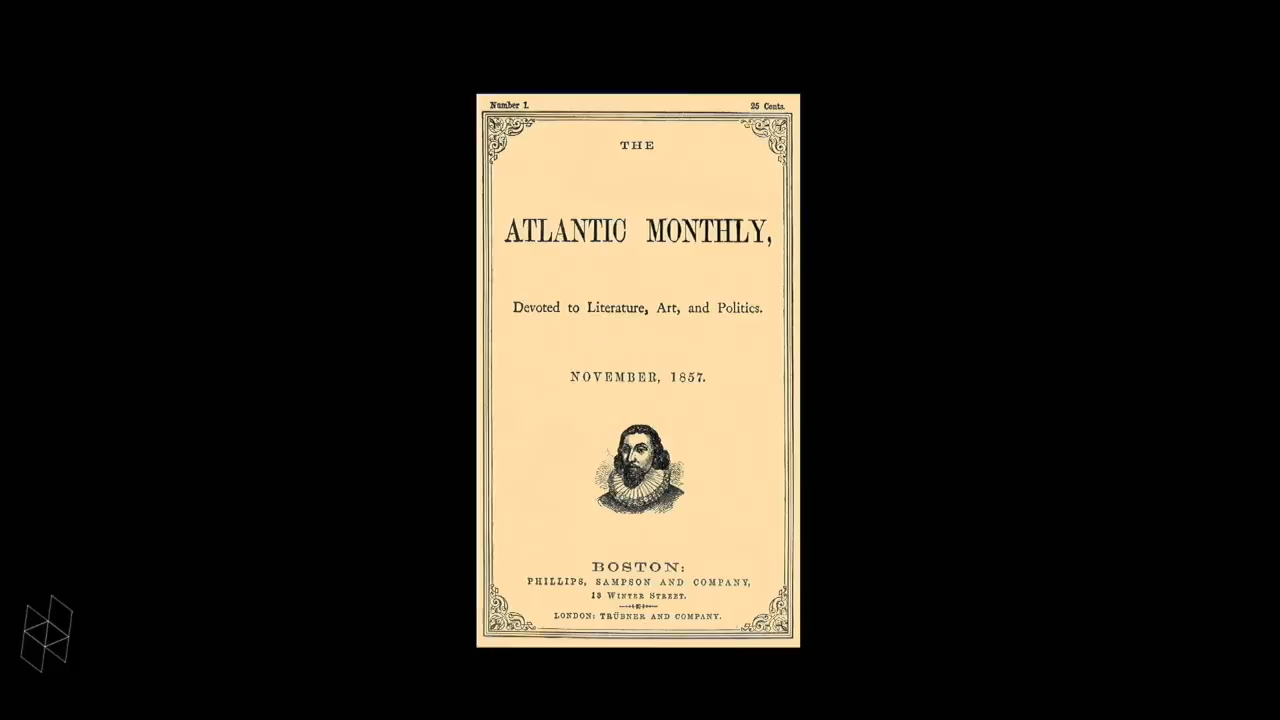 Number 1.
25 Cents.
THE
ATLANTIC MONTHLY,
Devoted to Literature, Art, and Politics.
NOVEMBER, 1857.
BOSTON:
PHILLIPS, SAMPSON AND COMPANY,
13 Winter Street.
LONDON: TRÜBNER AND COMPANY.